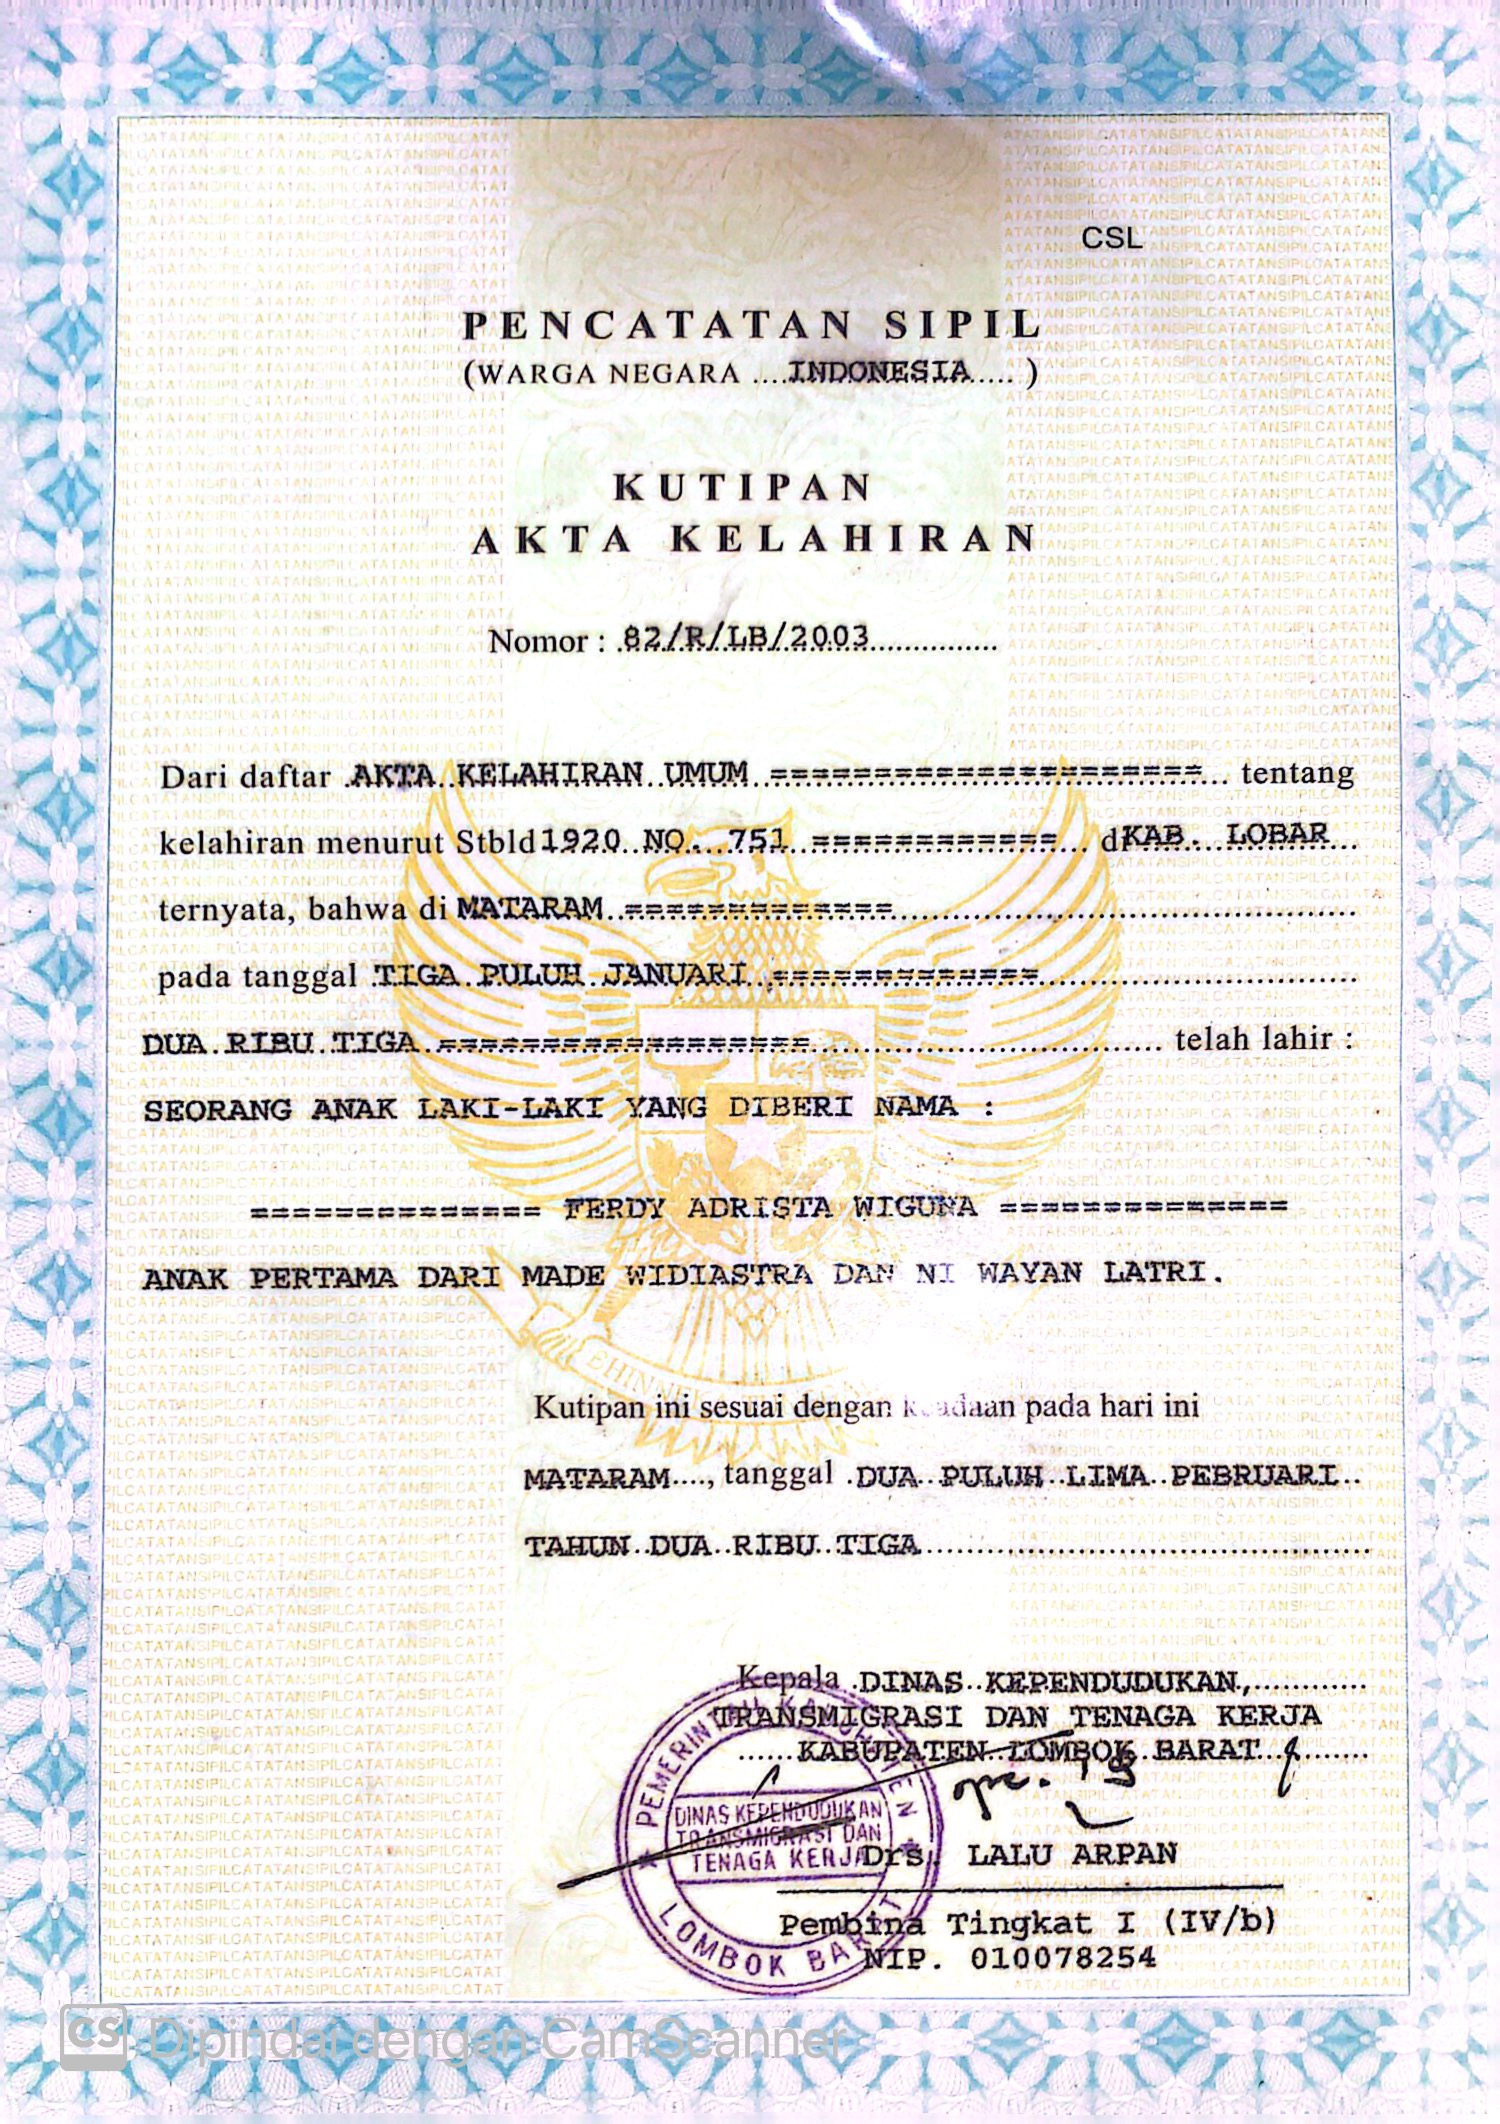 CSL
PENCATATAN SIPIL
(WARGA NEGARA ....INDONESIA..... )
KUTIPAN
AKTA KELAHIRAN
Nomor : 82/R/LB/2003...............
Dari daftar AKTA KELAHIRAN UMUM ===================== tentang
kelahiran menurut Stbld 1920 NO. 751 ============ d KAB. LOBAR
ternyata, bahwa di MATARAM =============
pada tanggal TIGA PULUH JANUARI =============
DUA RIBU TIGA ================== telah lahir :
SEORANG ANAK LAKI-LAKI YANG DIBERI NAMA :
============== FERDY ADRISTA WIGUNA ==============
ANAK PERTAMA DARI MADE WIDIASTRA DAN NI WAYAN LATRI.
Kutipan ini sesuai dengan keadaan pada hari ini
MATARAM...., tanggal DUA PULUH LIMA PEBRUARI
TAHUN DUA RIBU TIGA
Kepala DINAS KEPENDUDUKAN,
TRANSMIGRASI DAN TENAGA KERJA
KABUPATEN LOMBOK BARAT
PEMERINTAH KABUPATEN
DINAS KEPENDUDUKAN
TRANSMIGRASI DAN
TENAGA KERJA
LOMBOK BARAT
Drs. LALU ARPAN
Pembina Tingkat I (IV/b)
NIP. 010078254
CS Dipindai dengan CamScanner